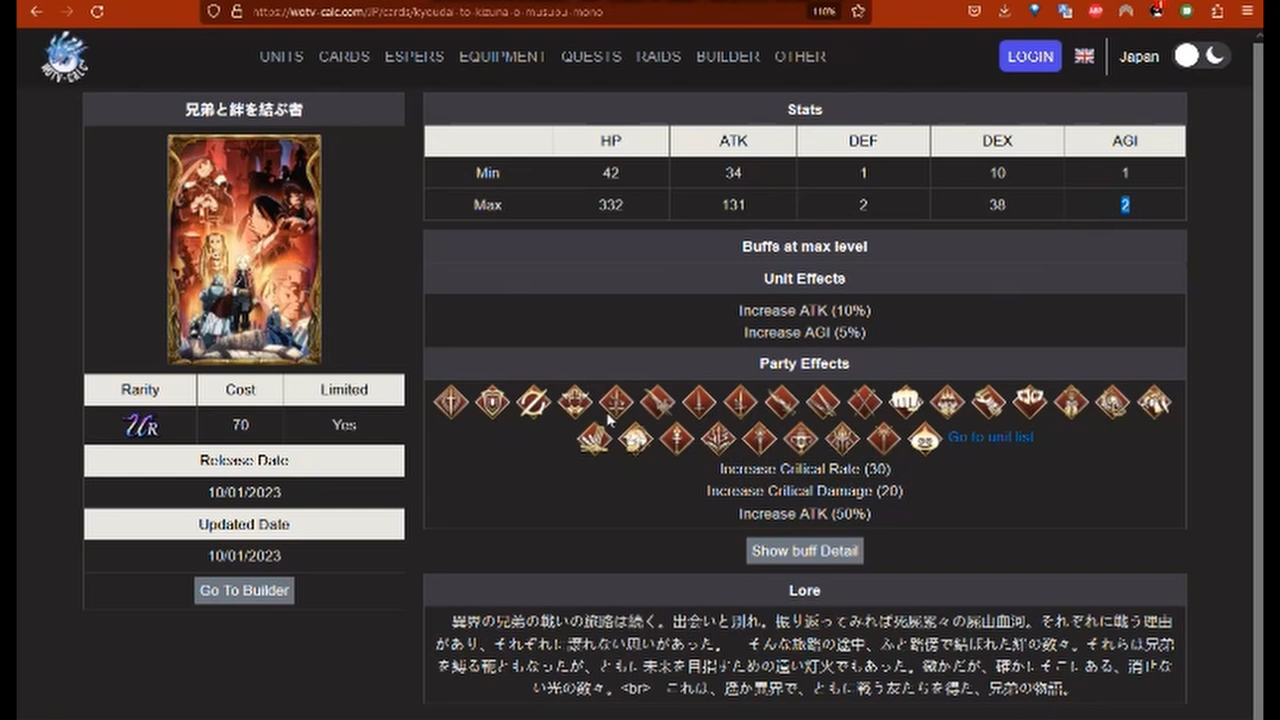 https://wotv-calc.com/JP/cards/kyoudai-to-kizuna-o-musubu-mono
110%
WOTV-CALC
UNITS CARDS ESPERS EQUIPMENT QUESTS RAIDS BUILDER OTHER
LOGIN
Japan
兄弟と絆を結ぶ者
Rarity Cost Limited
UR 70 Yes
Release Date
10/01/2023
Updated Date
10/01/2023
Go To Builder
Stats
HP ATK DEF DEX AGI
Min 42 34 1 10 1
Max 332 131 2 38 2
Buffs at max level
Unit Effects
Increase ATK (10%)
Increase AGI (5%)
Party Effects
Go to unit list
Increase Critical Rate (30)
Increase Critical Damage (20)
Increase ATK (50%)
Show buff Detail
Lore
異界の兄弟の戦いの旅路は続く。出会いと別れ。振り返ってみれば死屍累々の屍山血河。それぞれに戦う理由
があり、それぞれに譲れない思いがあった。 そんな旅路の途中、ふと路傍で結ばれた絆の数々。それらは兄弟
を縛る枷ともなったが、ともに未来を目指すための遠い灯火でもあった。微かだが、確かにそこにある、消せな
い光の数々。<br> これは、遥か異界で、ともに戦う友たちを得た、兄弟の物語。